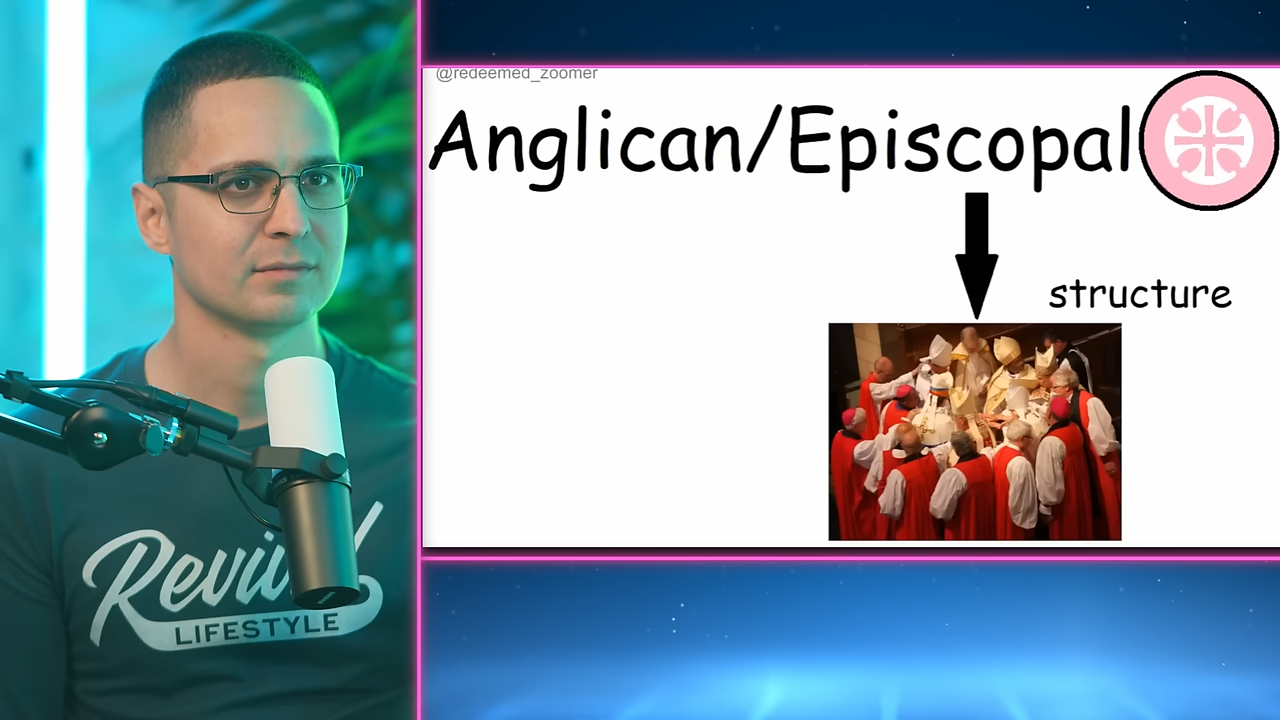 @redeemed_zoomer
Anglican/Episcopal
structure
Revival
LIFESTYLE